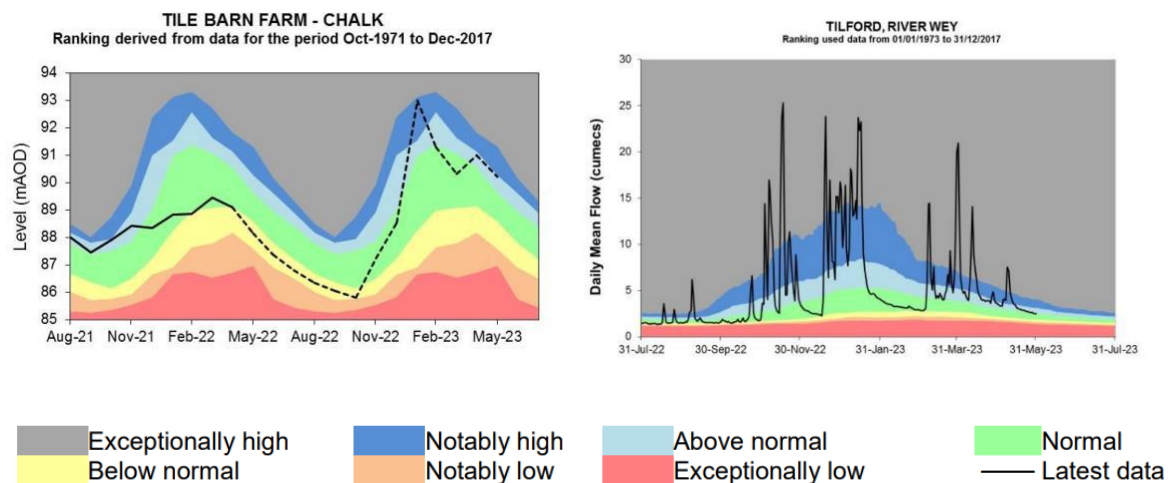 TILE BARN FARM - CHALK
Ranking derived from data for the period Oct-1971 to Dec-2017
Level (mAOD)
94
93
92
91
90
89
88
87
86
85
Aug-21 Nov-21 Feb-22 May-22 Aug-22 Nov-22 Feb-23 May-23
TILFORD, RIVER WEY
Ranking used data from 01/01/1973 to 31/12/2017
Daily Mean Flow (cumecs)
30
25
20
15
10
5
0
31-Jul-22 30-Sep-22 30-Nov-22 31-Jan-23 31-Mar-23 31-May-23 31-Jul-23
Exceptionally high Notably high Above normal Normal
Below normal Notably low Exceptionally low Latest data